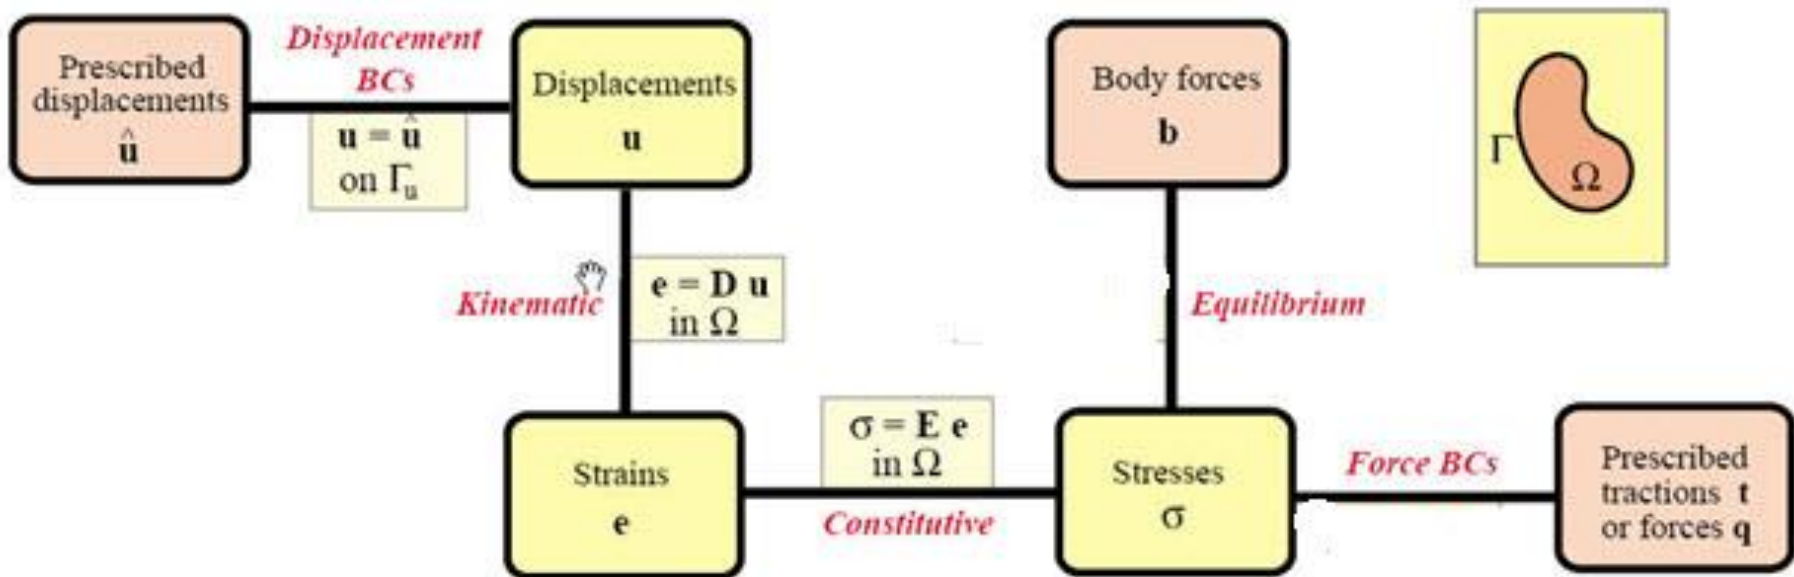 Prescribed
displacements
û
Displacement
BCs
u = û
on Γu
Displacements
u
Body forces
b
Γ
Ω
Kinematic
e = D u
in Ω
Equilibrium
Strains
e
σ = E e
in Ω
Constitutive
Stresses
σ
Force BCs
Prescribed
tractions t
or forces q